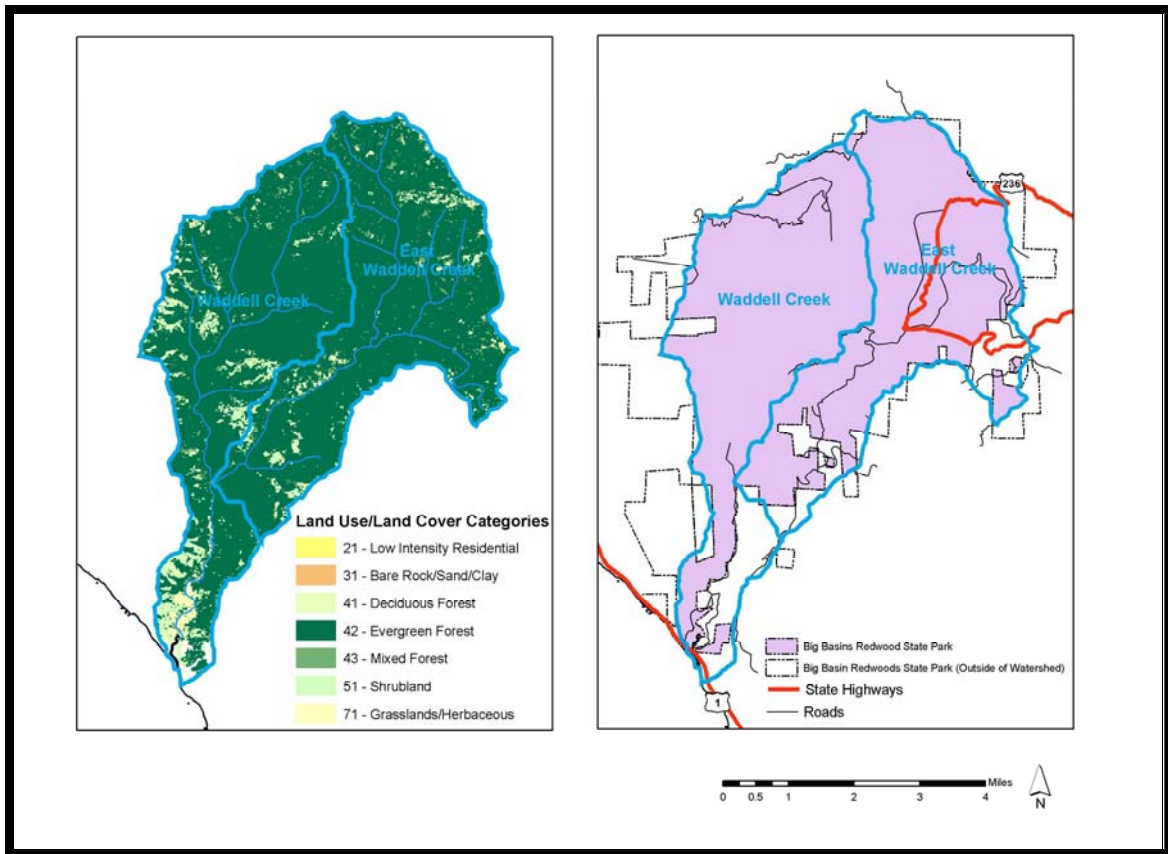 East
Waddell Creek
Waddell Creek
Land Use/Land Cover Categories
21 - Low Intensity Residential
31 - Bare Rock/Sand/Clay
41 - Deciduous Forest
42 - Evergreen Forest
43 - Mixed Forest
51 - Shrubland
71 - Grasslands/Herbaceous
236
East
Waddell Creek
Waddell Creek
Big Basins Redwood State Park
Big Basin Redwoods State Park (Outside of Watershed)
State Highways
Roads
1
Miles
0 0.5 1 2 3 4
N